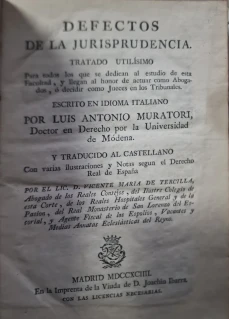 DEFECTOS
DE LA JURISPRUDENCIA.
TRATADO UTILÍSIMO
Para todos los que se dedican al estudio de esta
Facultad, y llegan al honor de actuar como Aboga-
dos, o decidir como Jueces en los Tribunales.
ESCRITO EN IDIOMA ITALIANO
POR LUIS ANTONIO MURATORI,
Doctor en Derecho por la Universidad
de Módena.
Y TRADUCIDO AL CASTELLANO
Con varias Ilustraciones y Notas segun el Derecho
Real de España
POR EL LIC. D. VICENTE MARIA DE TERCILLA,
Abogado de los Reales Consejos, del Ilustre Colegio de
esta Corte, de los Reales Hospitales General y de la
Pasion, del Real Monasterio de San Lorenzo del Es-
corial, y Agente Fiscal de los Espolios, Vacantes y
Medias Annatas Eclesiásticas del Reyno.
MADRID MDCCXCIII.
En la Imprenta de la Viuda de D. Joachin Ibarra.
CON LAS LICENCIAS NECESARIAS.